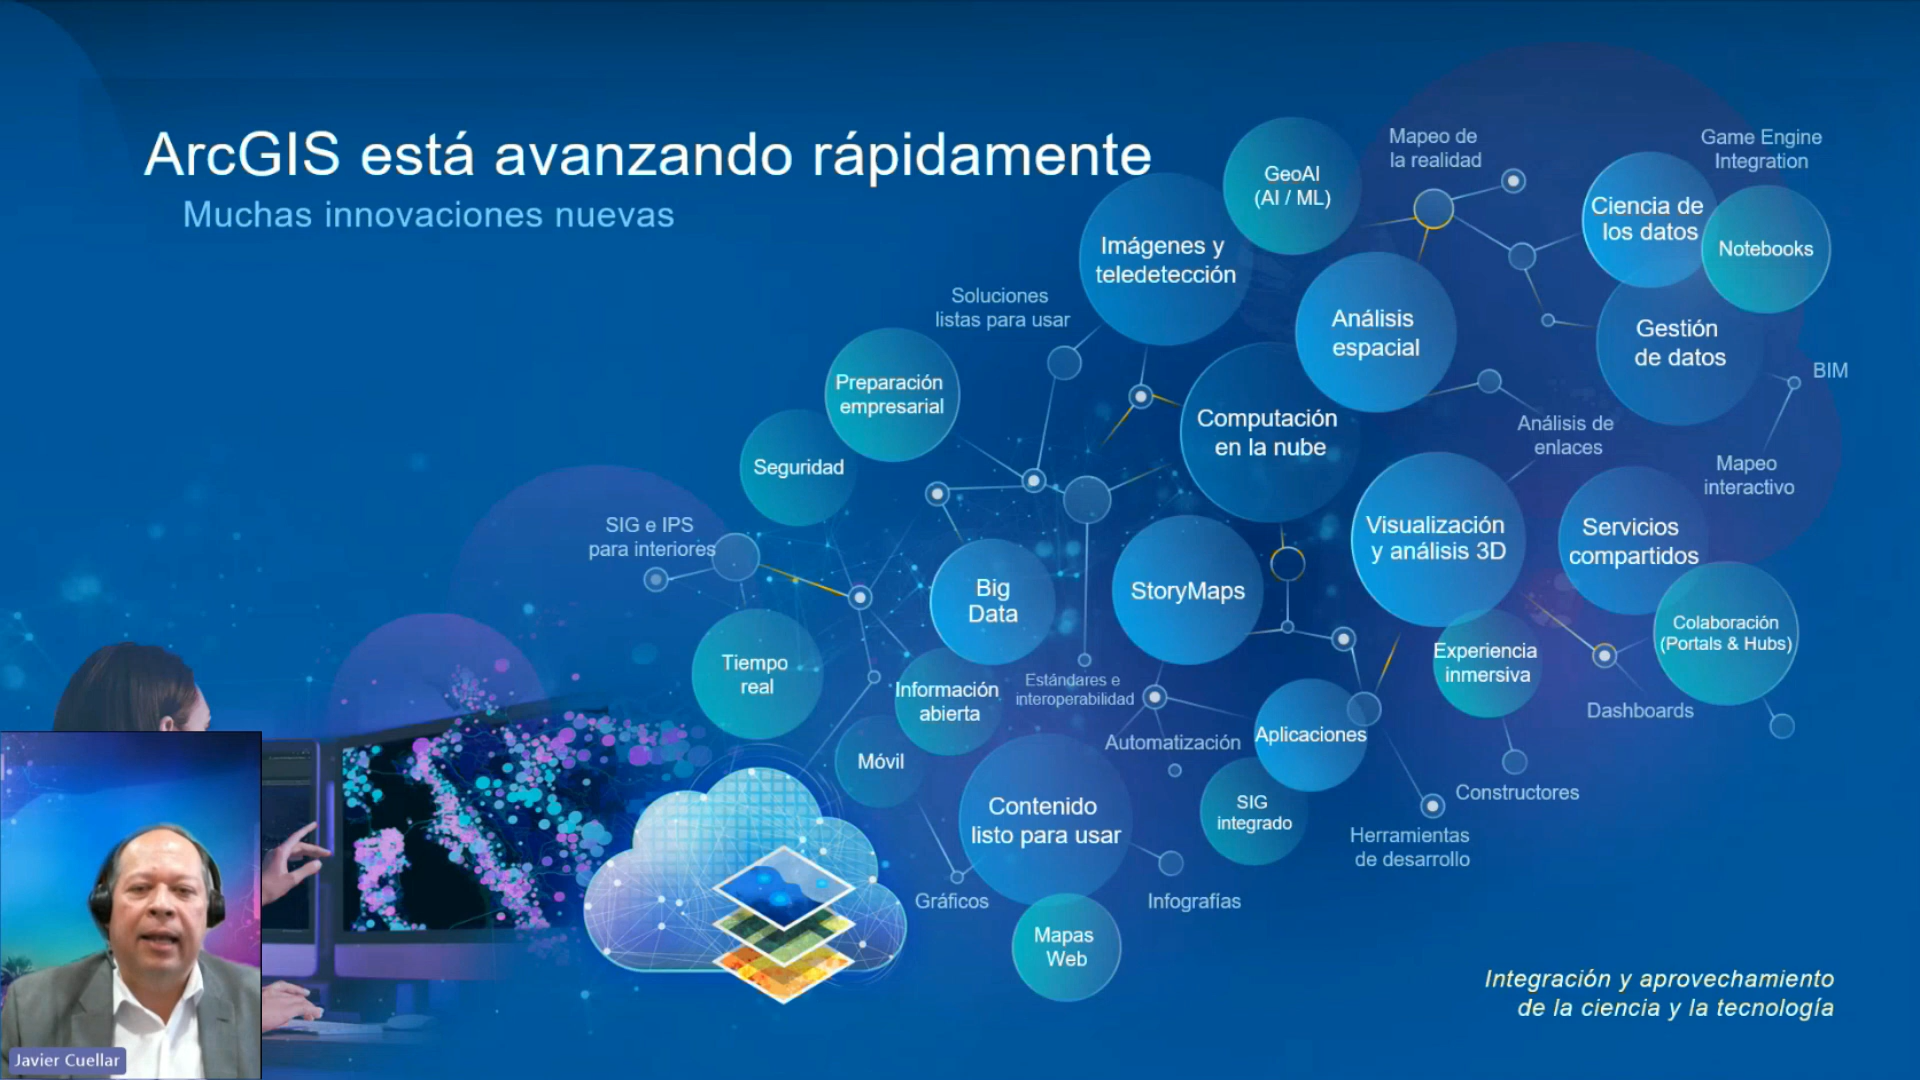 ArcGIS está avanzando rápidamente
Muchas innovaciones nuevas
GeoAI
(AI / ML)
Mapeo de
la realidad
Game Engine
Integration
Ciencia de
los datos
Notebooks
Imágenes y
teledetección
Soluciones
listas para usar
Análisis
espacial
Gestión
de datos
BIM
Preparación
empresarial
Computación
en la nube
Análisis de
enlaces
Mapeo
interactivo
Seguridad
SIG e IPS
para interiores
Visualización
y análisis 3D
Servicios
compartidos
Big
Data
StoryMaps
Colaboración
(Portals & Hubs)
Tiempo
real
Información
abierta
Estándares e
interoperabilidad
Experiencia
inmersiva
Dashboards
Móvil
Automatización
Aplicaciones
Constructores
Contenido
listo para usar
SIG
integrado
Herramientas
de desarrollo
Gráficos
Infografías
Mapas
Web
Integración y aprovechamiento
de la ciencia y la tecnología
Javier Cuellar